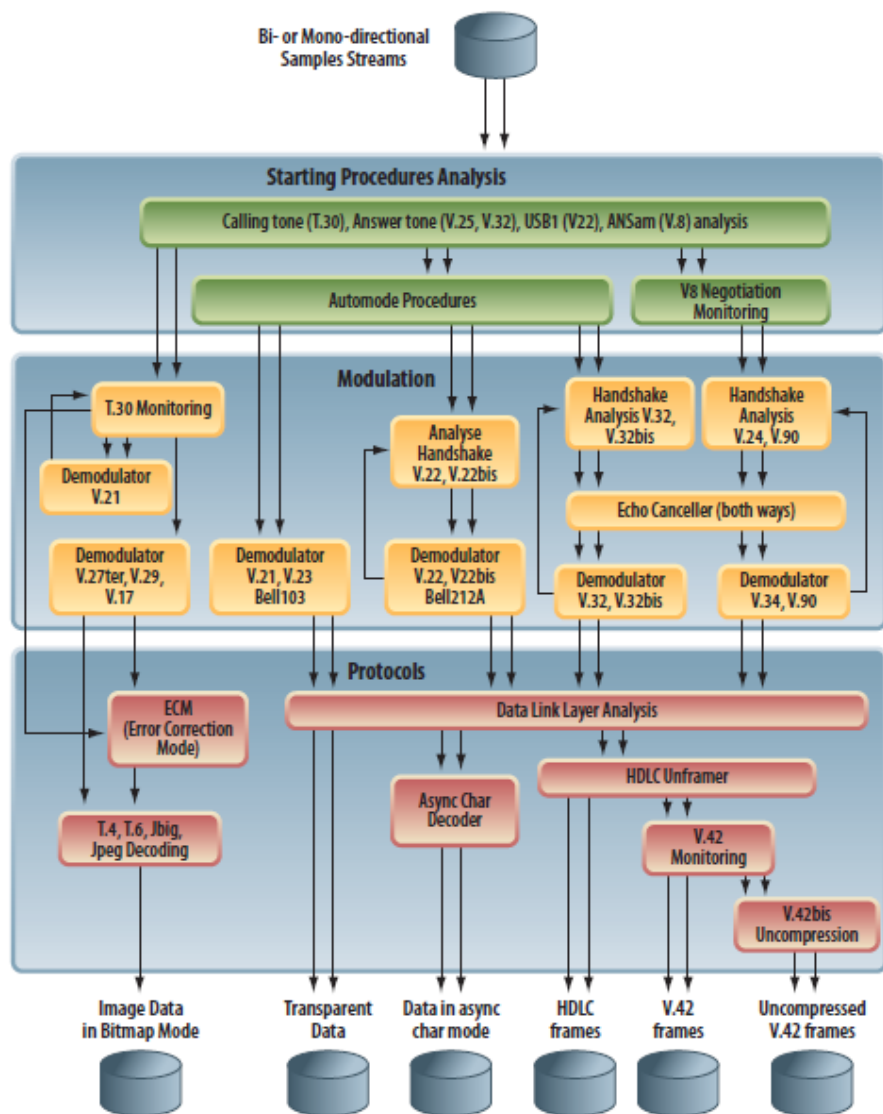 Bi- or Mono-directional
Samples Streams
Starting Procedures Analysis
Calling tone (T.30), Answer tone (V.25, V.32), USB1 (V22), ANSam (V.8) analysis
Automode Procedures
V8 Negotiation
Monitoring
Modulation
T.30 Monitoring
Handshake
Analysis V.32,
V.32bis
Handshake
Analysis
V.24, V.90
Analyse
Handshake
V.22, V.22bis
Demodulator
V.21
Echo Canceller (both ways)
Demodulator
V.27ter, V.29,
V.17
Demodulator
V.21, V.23
Bell103
Demodulator
V.22, V22bis
Bell212A
Demodulator
V.32, V.32bis
Demodulator
V.34, V.90
Protocols
ECM
(Error Correction
Mode)
Data Link Layer Analysis
HDLC Unframer
Async Char
Decoder
T.4, T.6, Jbig,
Jpeg Decoding
V.42
Monitoring
V.42bis
Uncompression
Image Data
in Bitmap Mode
Transparent
Data
Data in async
char mode
HDLC
frames
V.42
frames
Uncompressed
V.42 frames